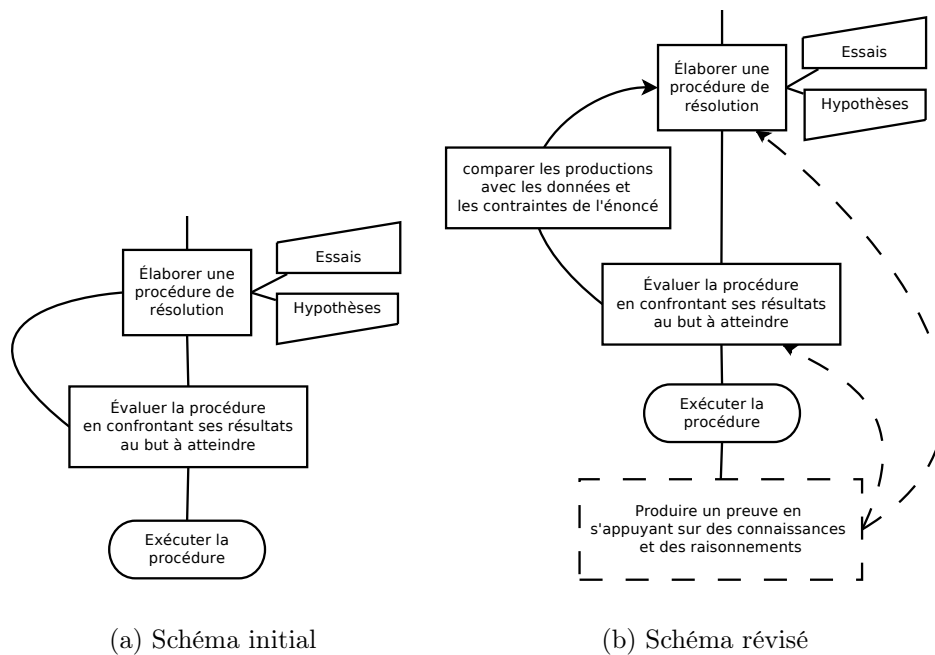 Élaborer une
procédure de
résolution
Essais
Hypothèses
Évaluer la procédure
en confrontant ses résultats
au but à atteindre
Exécuter la
procédure
(a) Schéma initial
Élaborer une
procédure de
résolution
Essais
Hypothèses
comparer les productions
avec les données et
les contraintes de l'énoncé
Évaluer la procédure
en confrontant ses résultats
au but à atteindre
Exécuter la
procédure
Produire un preuve en
s'appuyant sur des connaissances
et des raisonnements
(b) Schéma révisé